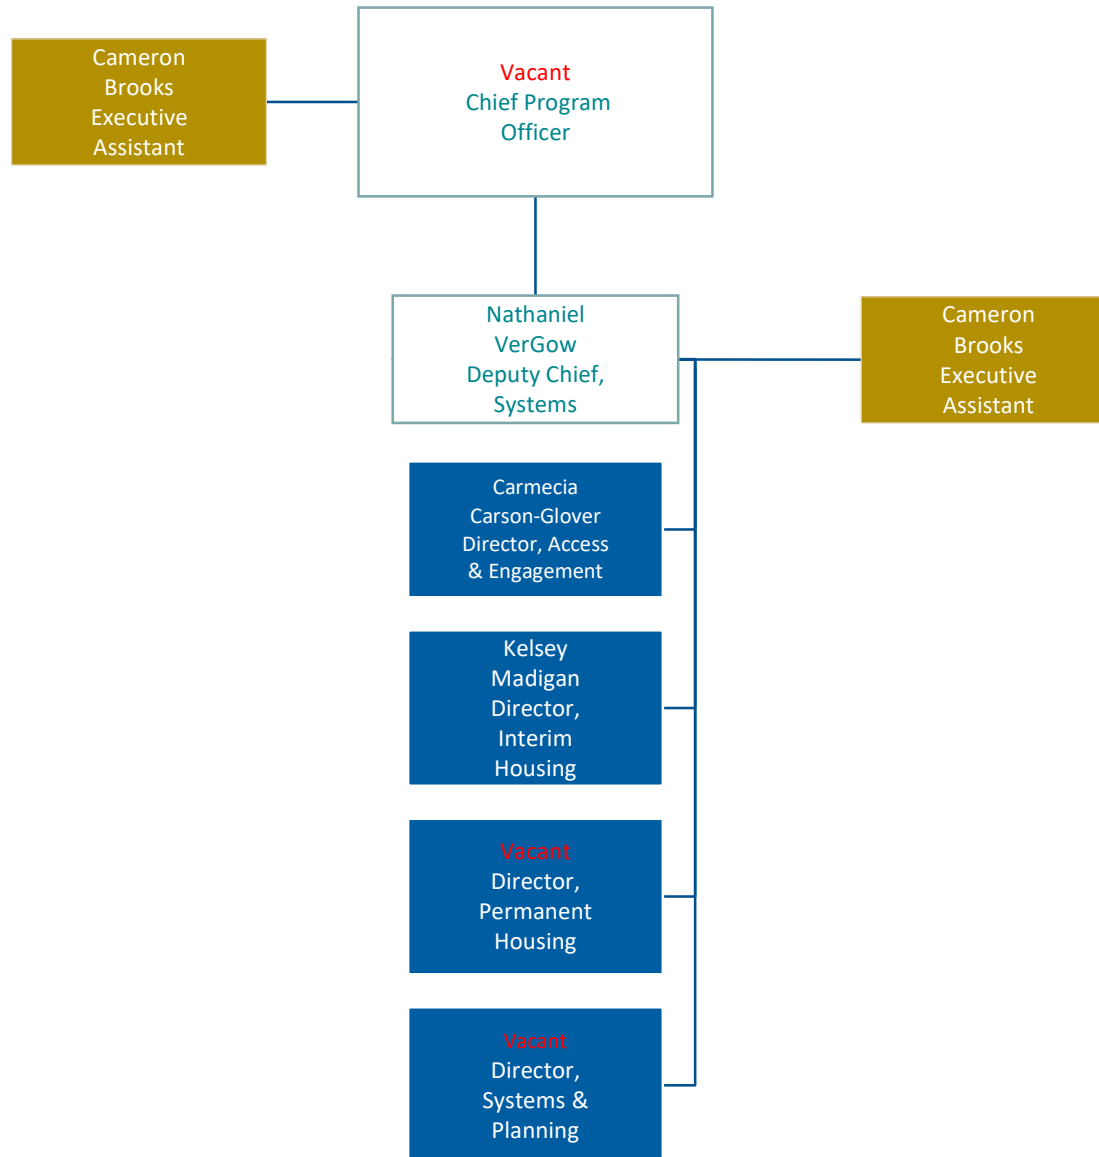 Cameron
Brooks
Executive
Assistant
Vacant
Chief Program
Officer
Nathaniel
VerGow
Deputy Chief,
Systems
Cameron
Brooks
Executive
Assistant
Carmecia
Carson-Glover
Director, Access
& Engagement
Kelsey
Madigan
Director,
Interim
Housing
Vacant
Director,
Permanent
Housing
Vacant
Director,
Systems &
Planning